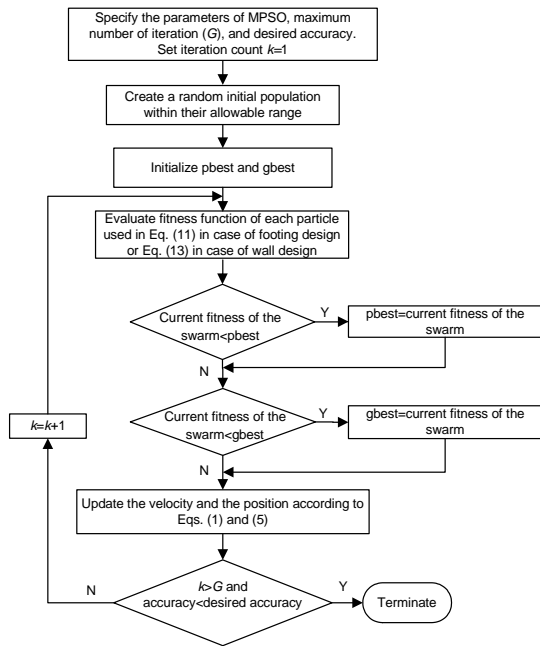 Specify the parameters of MPSO, maximum
number of iteration (G), and desired accuracy.
Set iteration count k=1
Create a random initial population
within their allowable range
Initialize pbest and gbest
Evaluate fitness function of each particle
used in Eq. (11) in case of footing design
or Eq. (13) in case of wall design
Current fitness of the
swarm<pbest
Y
pbest=current fitness of the
swarm
N
Current fitness of the
swarm<gbest
Y
gbest=current fitness of the
swarm
N
k=k+1
Update the velocity and the position according to
Eqs. (1) and (5)
k>G and
accuracy<desired accuracy
N
Y
Terminate